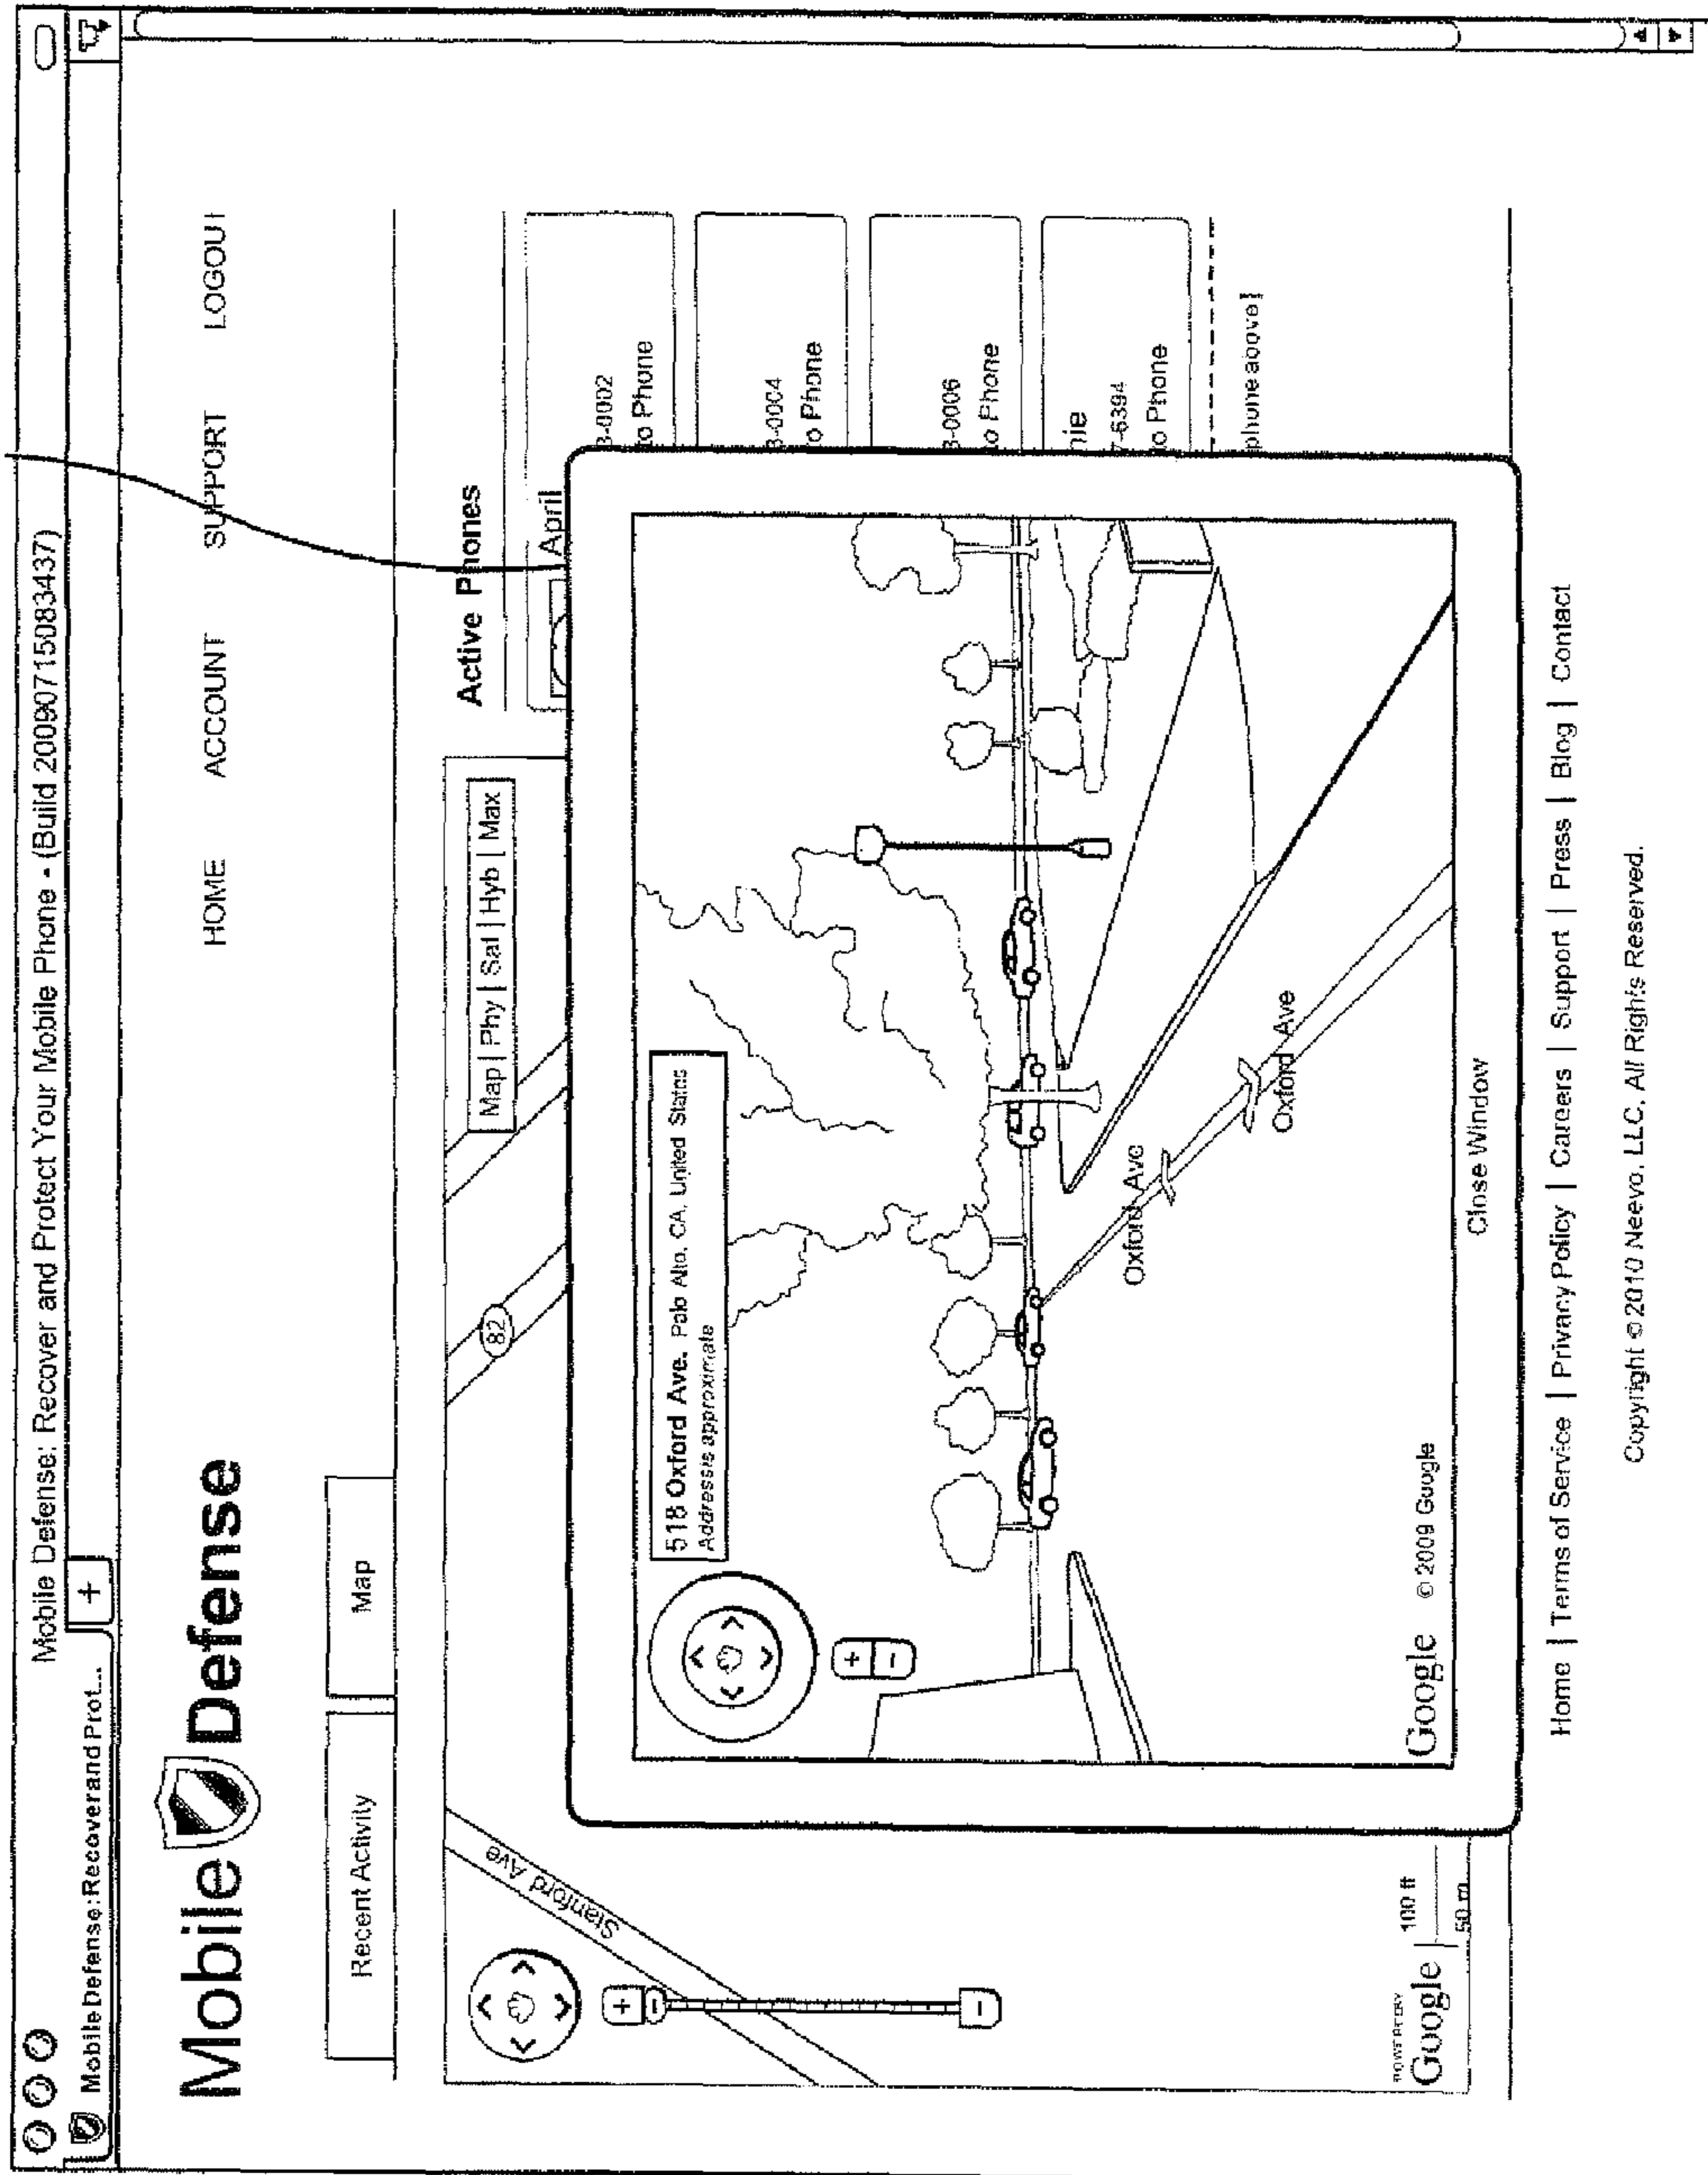 Mobile Defense: Recover and Protect Your Mobile Phone - (Build 20090715083437)
Mobile Defense: Recover and Prot...
+
Mobile Defense
HOME ACCOUNT SUPPORT LOGOUT
Recent Activity
Map
Map | Phy | Sat | Hyb | Max
82
Stanford Ave
+
-
-
POWERED BY
Google
100 ft
50 m
Active Phones
April
3-0002
to Phone
3-0004
o Phone
3-0006
o Phone
nie
7-6394
o Phone
phone above]
518 Oxford Ave. Palo Alto, CA, United States
Address is approximate
+
-
Oxford Ave
Oxford Ave
Google © 2009 Google
Close Window
Home | Terms of Service | Privacy Policy | Careers | Support | Press | Blog | Contact
Copyright © 2010 Neevo, LLC, All Rights Reserved.